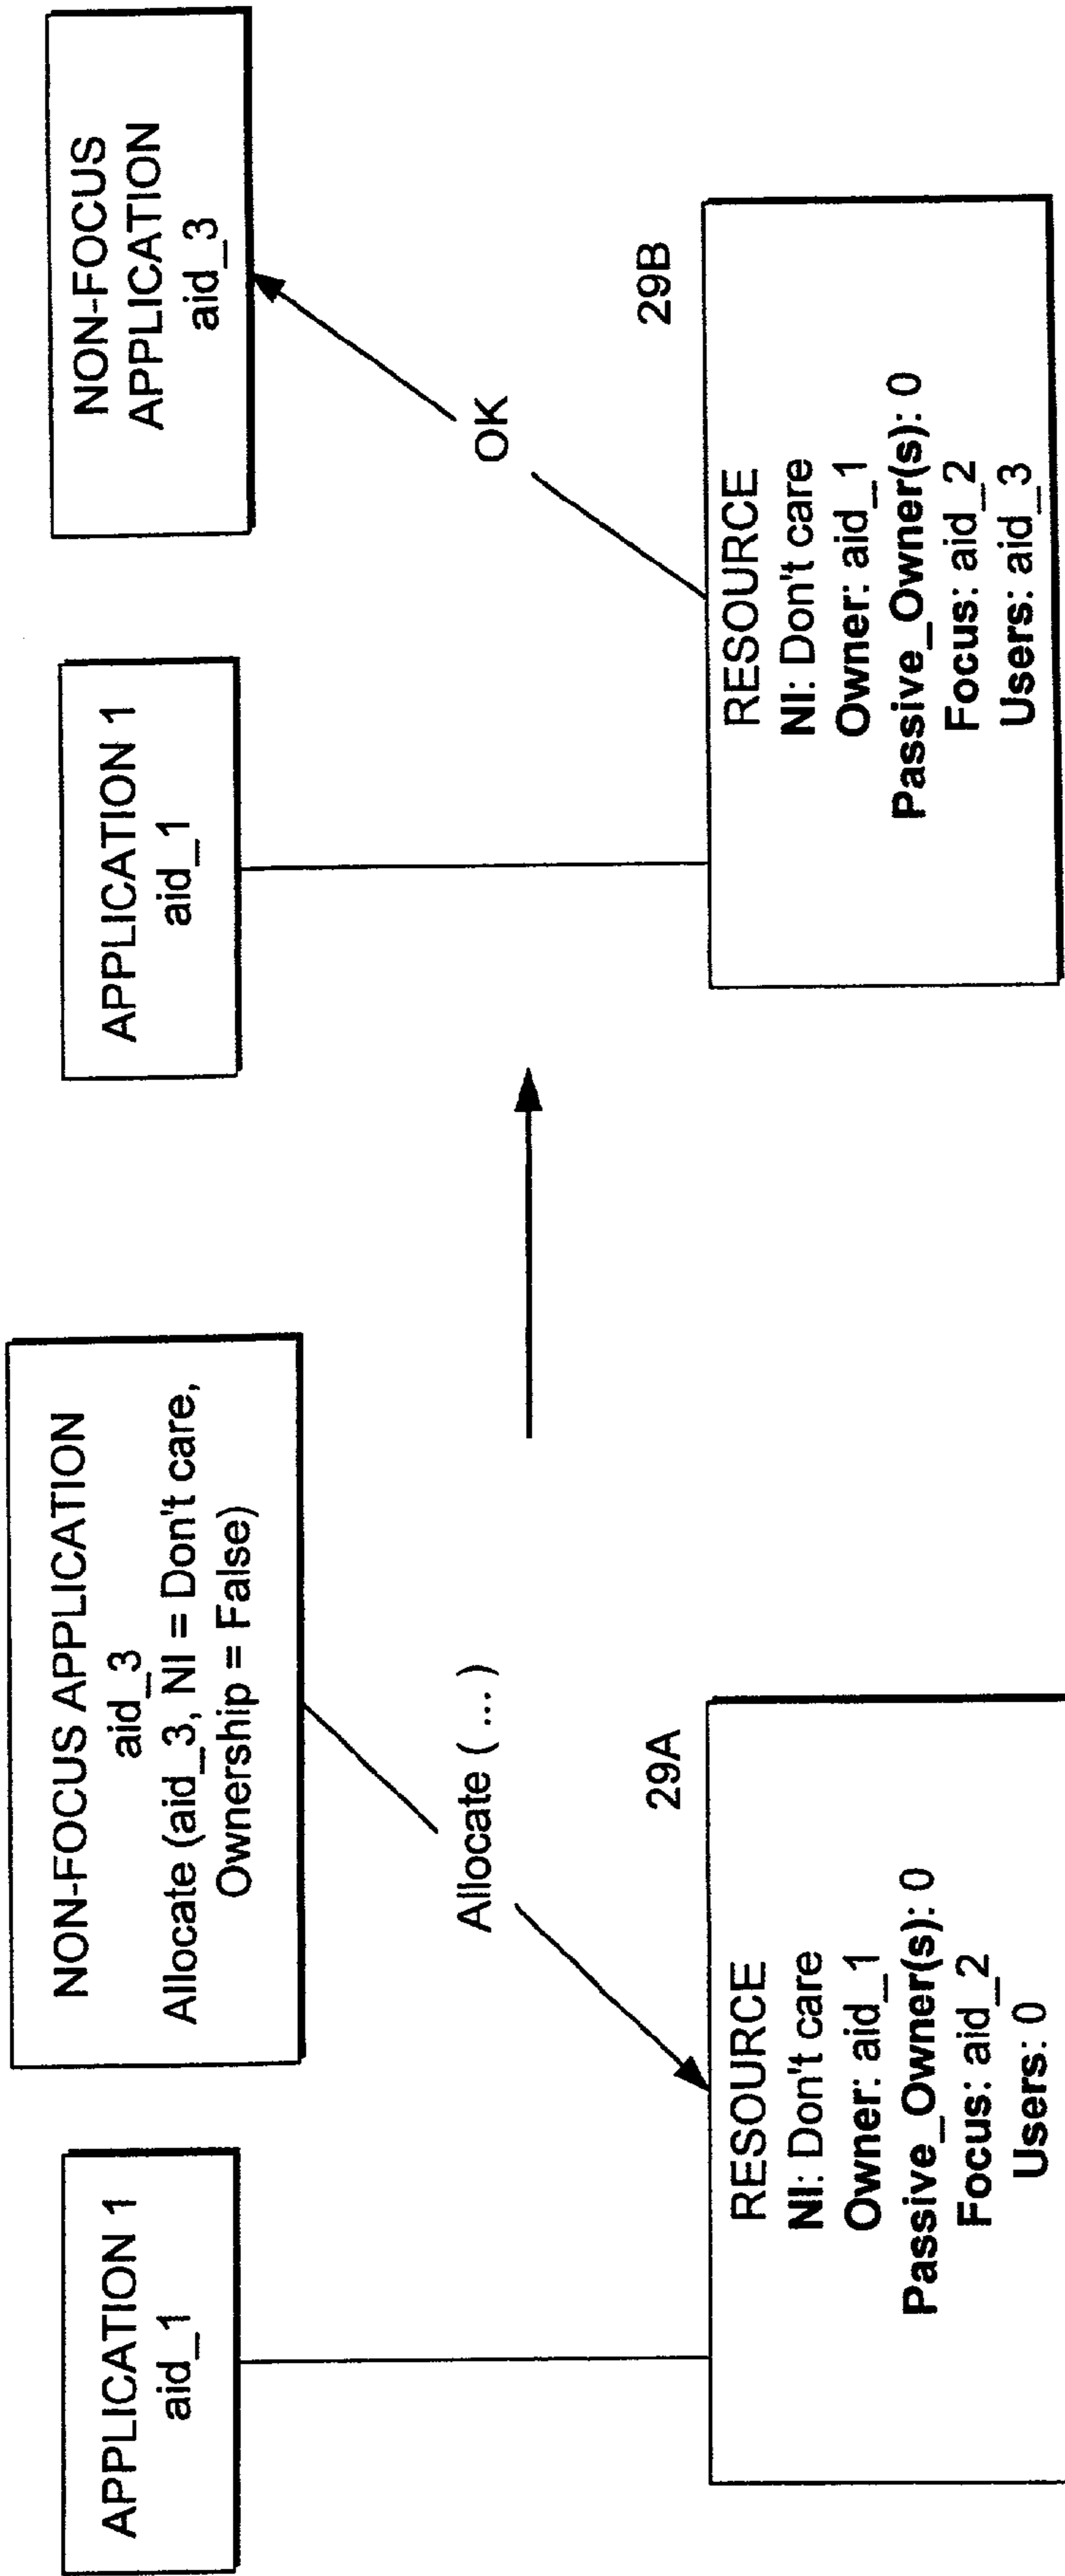 APPLICATION 1
aid_1
NON-FOCUS APPLICATION
aid_3
Allocate (aid_3, NI = Don't care,
Ownership = False)
Allocate ( ... )
29A
RESOURCE
NI: Don't care
Owner: aid_1
Passive_Owner(s): 0
Focus: aid_2
Users: 0
APPLICATION 1
aid_1
NON-FOCUS
APPLICATION
aid_3
OK
29B
RESOURCE
NI: Don't care
Owner: aid_1
Passive_Owner(s): 0
Focus: aid_2
Users: aid_3